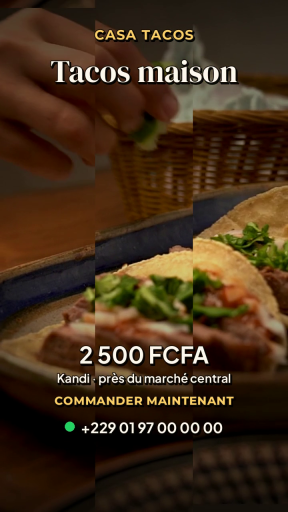 CASA TACOS
Tacos maison
2 500 FCFA
Kandi · près du marché central
COMMANDER MAINTENANT
+229 01 97 00 00 00